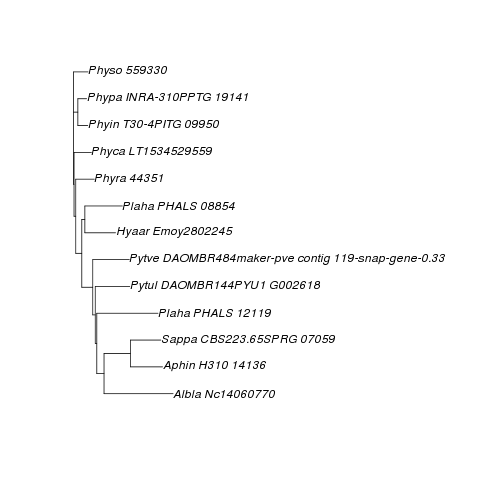 Physo 559330
Phypa INRA-310PPTG 19141
Phyin T30-4PITG 09950
Phyca LT1534529559
Phyra 44351
Plaha PHALS 08854
Hyaar Emoy2802245
Pytve DAOMBR484maker-pve contig 119-snap-gene-0.33
Pytul DAOMBR144PYU1 G002618
Plaha PHALS 12119
Sappa CBS223.65SPRG 07059
Aphin H310 14136
Albla Nc14060770